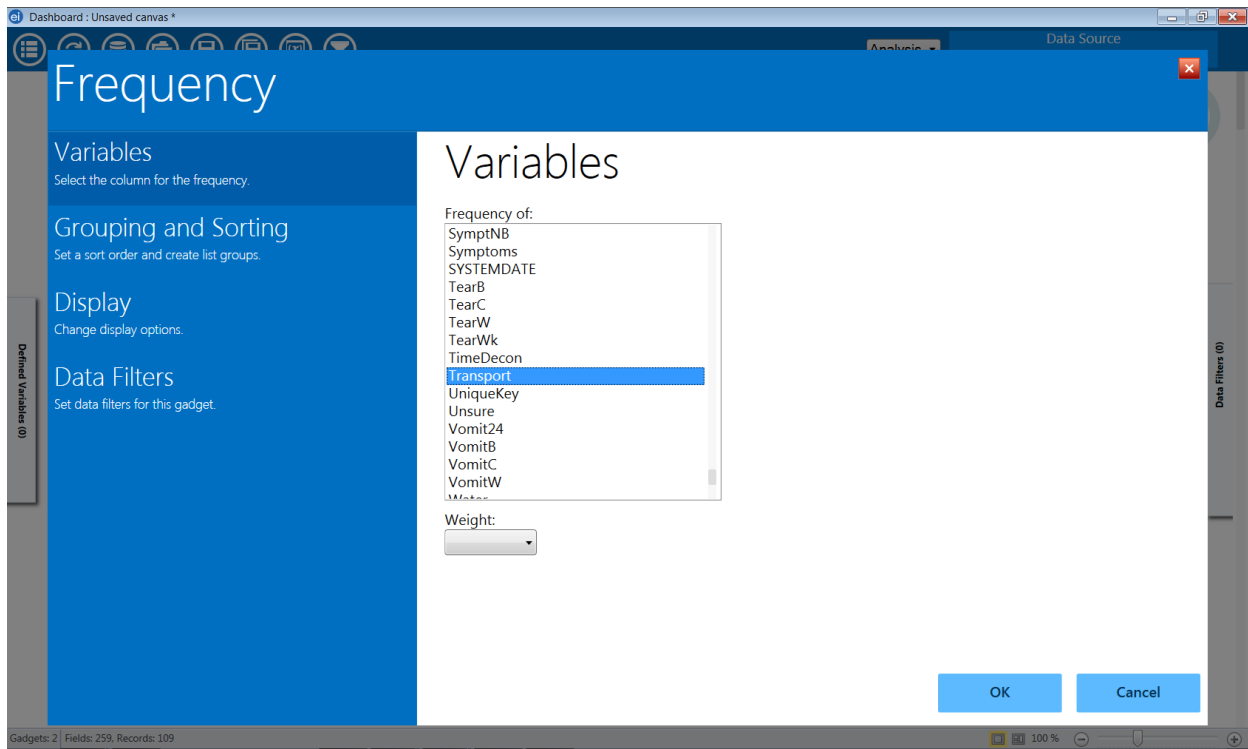 ei Dashboard : Unsaved canvas *
Analysis
Data Source
Frequency
Variables
Select the column for the frequency.
Grouping and Sorting
Set a sort order and create list groups.
Display
Change display options.
Data Filters
Set data filters for this gadget.
Variables
Frequency of:
SymptNB
Symptoms
SYSTEMDATE
TearB
TearC
TearW
TearWk
TimeDecon
Transport
UniqueKey
Unsure
Vomit24
VomitB
VomitC
VomitW
Water
Weight:
OK
Cancel
Defined Variables (0)
Data Filters (0)
Gadgets: 2 Fields: 259, Records: 109
100 %